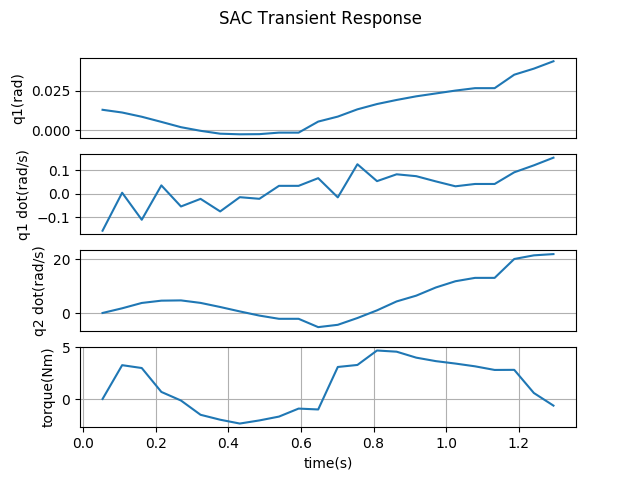 SAC Transient Response
q1(rad)
0.025
0.000
q1 dot(rad/s)
0.1
0.0
−0.1
q2 dot(rad/s)
20
0
torque(Nm)
5
0
0.0 0.2 0.4 0.6 0.8 1.0 1.2
time(s)